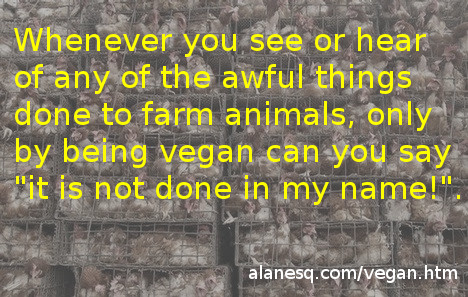 Whenever you see or hear
of any of the awful things
done to farm animals, only
by being vegan can you say
"it is not done in my name!".
alanesq.com/vegan.htm